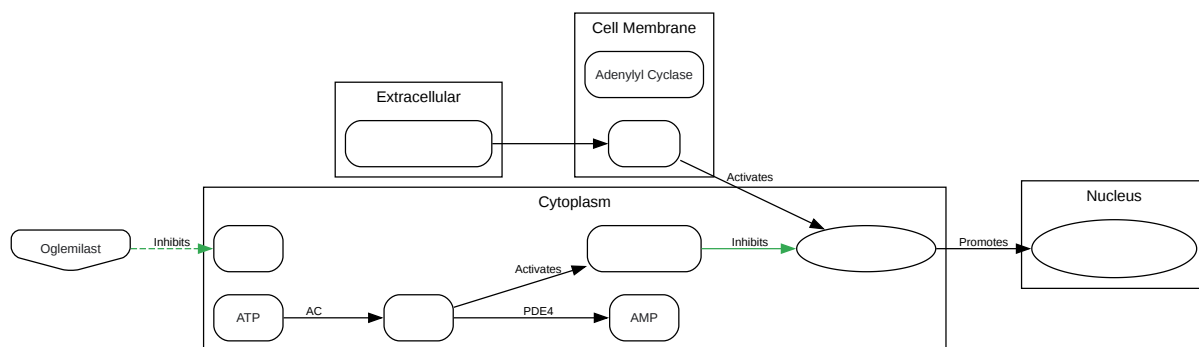 Cell Membrane
Adenylyl Cyclase
Extracellular
Activates
Cytoplasm
Nucleus
Oglemilast
Inhibits
Inhibits
Promotes
Activates
ATP
AC
PDE4
AMP